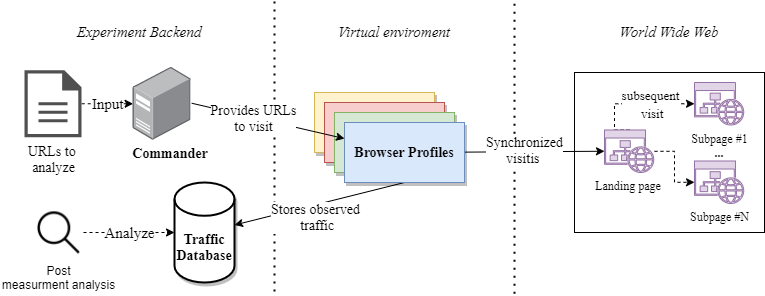 Experiment Backend
Virtual enviroment
World Wide Web
URLs to
analyze
Input
Commander
Provides URLs
to visit
Browser Profiles
Synchronized
visitis
subsequent
visit
Landing page
Subpage #1
...
Subpage #N
Stores observed
traffic
Traffic
Database
Analyze
Post
measurment analysis